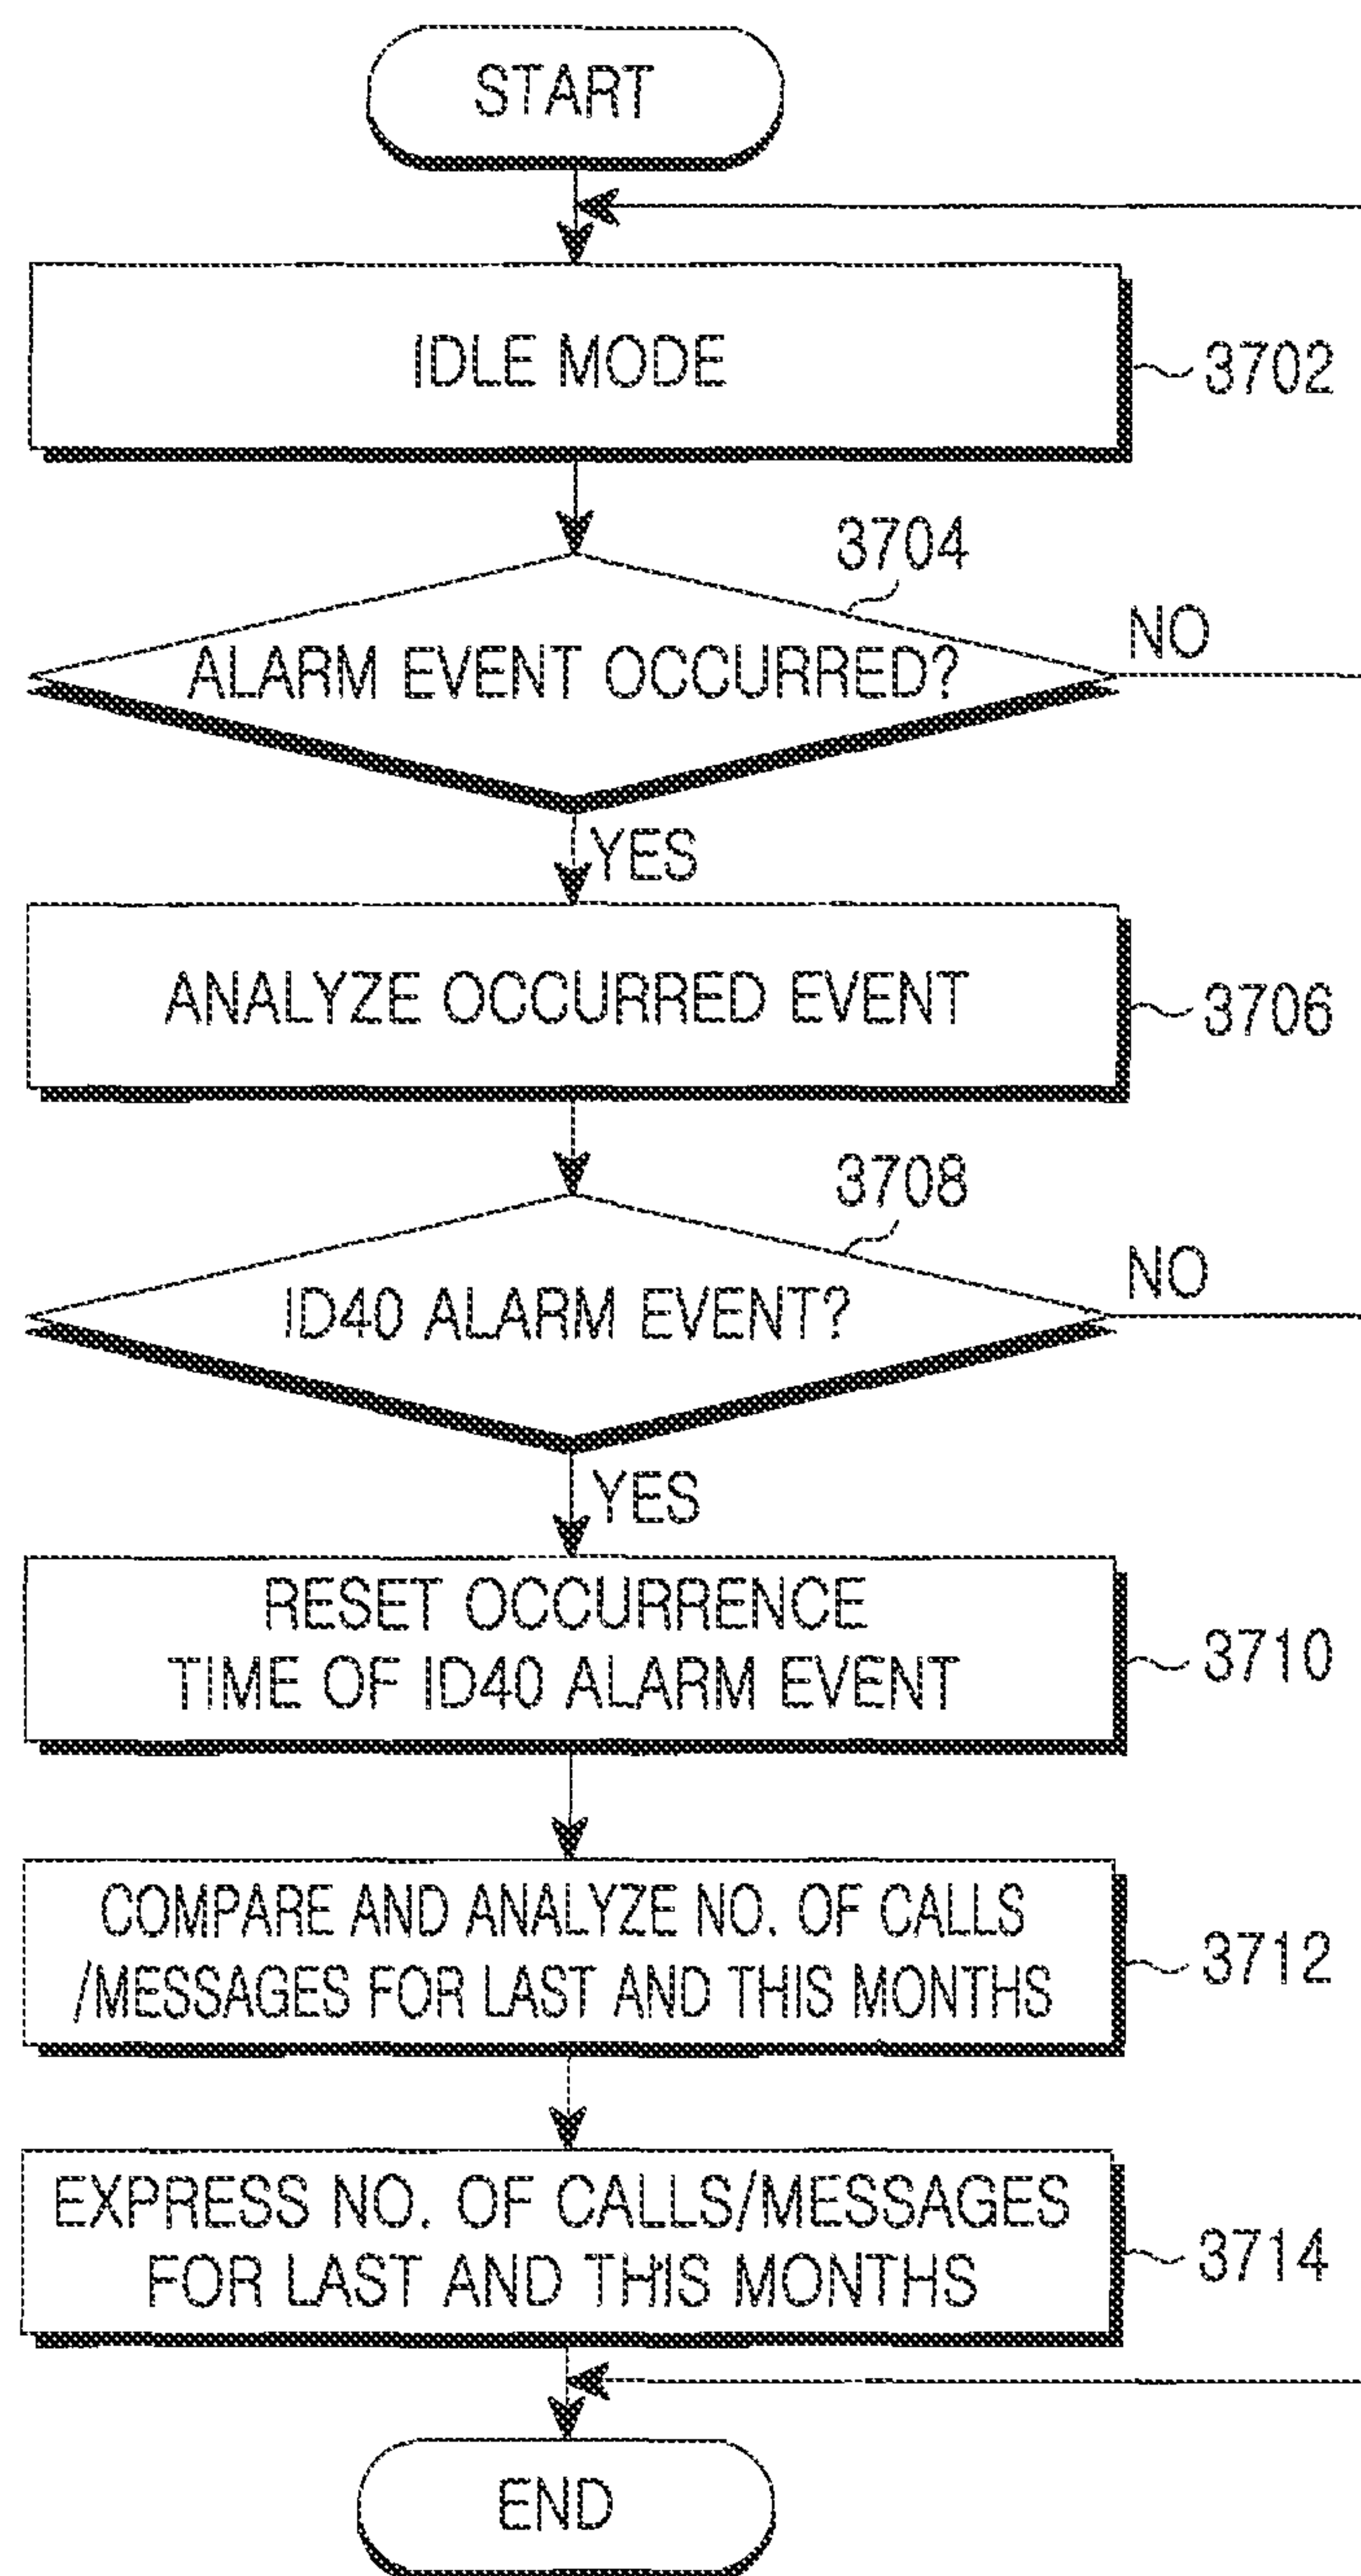 START
IDLE MODE
3702
3704
ALARM EVENT OCCURRED?
NO
YES
ANALYZE OCCURRED EVENT
3706
3708
ID40 ALARM EVENT?
NO
YES
RESET OCCURRENCE
TIME OF ID40 ALARM EVENT
3710
COMPARE AND ANALYZE NO. OF CALLS
/MESSAGES FOR LAST AND THIS MONTHS
3712
EXPRESS NO. OF CALLS/MESSAGES
FOR LAST AND THIS MONTHS
3714
END